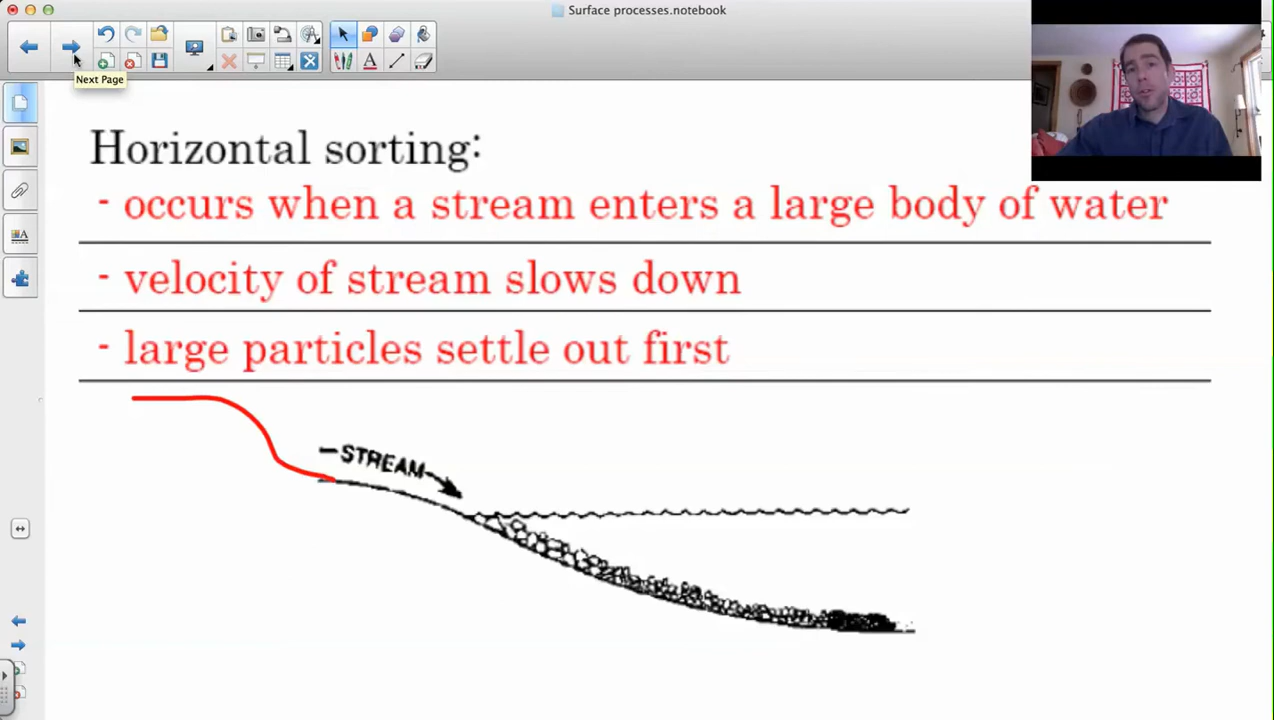 Surface processes.notebook
Next Page
Horizontal sorting:
- occurs when a stream enters a large body of water
- velocity of stream slows down
- large particles settle out first
STREAM